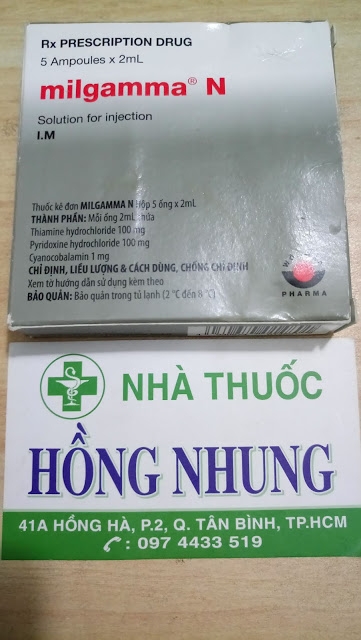 Rx PRESCRIPTION DRUG
5 Ampoules x 2mL
milgamma® N
Solution for injection
I.M
Thuốc kê đơn MILGAMMA N Hộp 5 ống x 2mL
THÀNH PHẦN: Mỗi ống 2mL chứa
Thiamine hydrochloride 100 mg
Pyridoxine hydrochloride 100 mg
Cyanocobalamin 1 mg
CHỈ ĐỊNH, LIỀU LƯỢNG & CÁCH DÙNG, CHỐNG CHỈ ĐỊNH
Xem tờ hướng dẫn sử dụng kèm theo
BẢO QUẢN: Bảo quản trong tủ lạnh (2 °C đến 8 °C)
PHARMA
NHÀ THUỐC
HỒNG NHUNG
41A HỒNG HÀ, P.2, Q. TÂN BÌNH, TP.HCM
: 097 4433 519